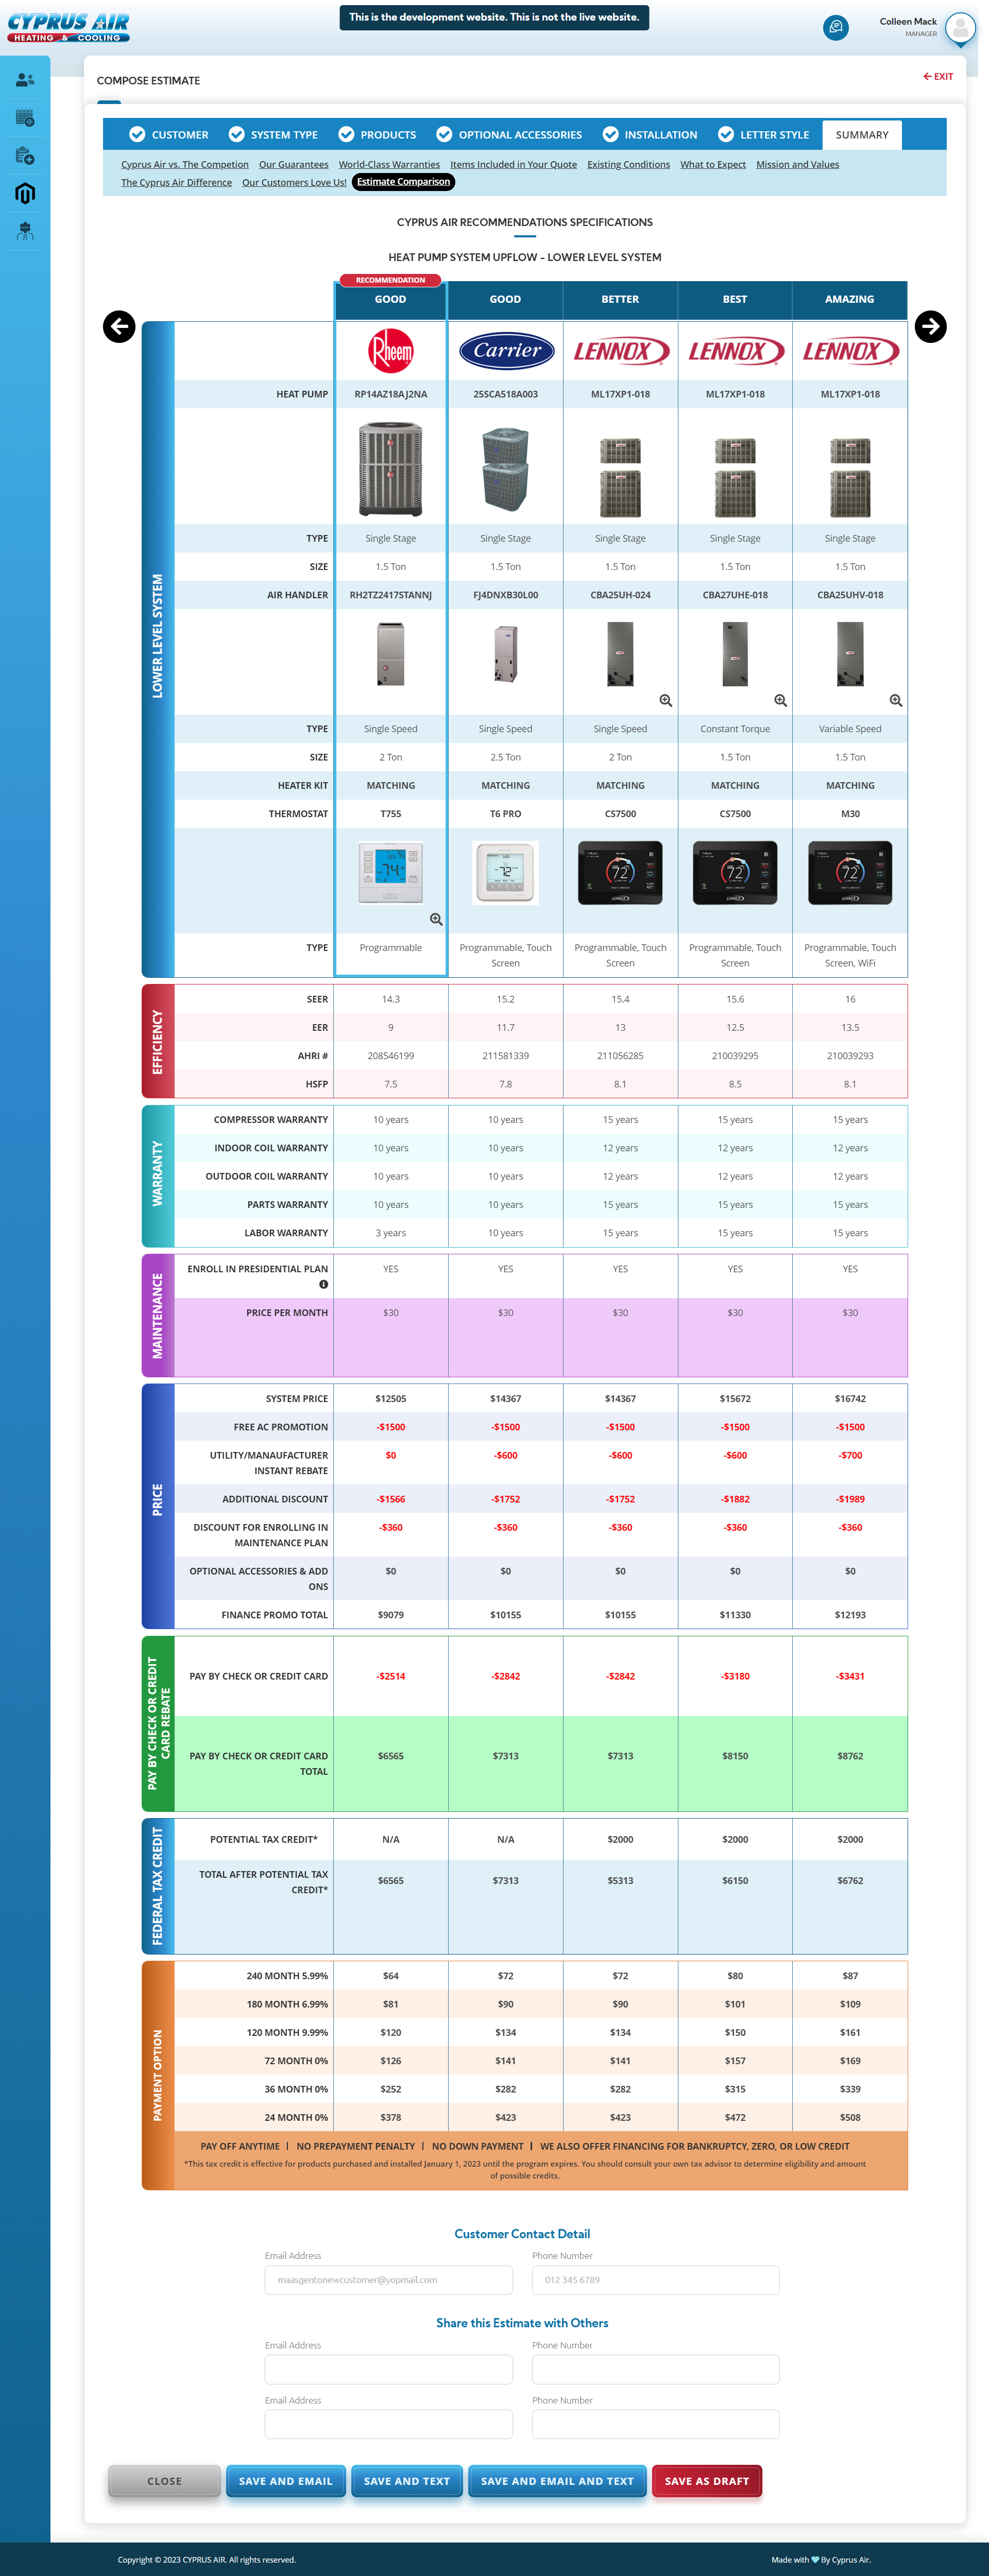 CYPRUS AIR
HEATING & COOLING
This is the development website. This is not the live website.
Colleen Mack
MANAGER
COMPOSE ESTIMATE
EXIT
CUSTOMER SYSTEM TYPE PRODUCTS OPTIONAL ACCESSORIES INSTALLATION LETTER STYLE SUMMARY
Cyprus Air vs. The Competion Our Guarantees World-Class Warranties Items Included in Your Quote Existing Conditions What to Expect Mission and Values
The Cyprus Air Difference Our Customers Love Us! Estimate Comparison
CYPRUS AIR RECOMMENDATIONS SPECIFICATIONS
HEAT PUMP SYSTEM UPFLOW - LOWER LEVEL SYSTEM
RECOMMENDATION
GOOD GOOD BETTER BEST AMAZING
LOWER LEVEL SYSTEM
Rheem Carrier LENNOX LENNOX LENNOX
HEAT PUMP RP14AZ18AJ2NA 25SCA518A003 ML17XP1-018 ML17XP1-018 ML17XP1-018
TYPE Single Stage Single Stage Single Stage Single Stage Single Stage
SIZE 1.5 Ton 1.5 Ton 1.5 Ton 1.5 Ton 1.5 Ton
AIR HANDLER RH2TZ2417STANNJ FJ4DNXB30L00 CBA25UH-024 CBA27UHE-018 CBA25UHV-018
TYPE Single Speed Single Speed Single Speed Constant Torque Variable Speed
SIZE 2 Ton 2.5 Ton 2 Ton 1.5 Ton 1.5 Ton
HEATER KIT MATCHING MATCHING MATCHING MATCHING MATCHING
THERMOSTAT T755 T6 PRO CS7500 CS7500 M30
TYPE Programmable Programmable, Touch Programmable, Touch Programmable, Touch Programmable, Touch
Screen Screen Screen Screen, WiFi
EFFICIENCY
SEER 14.3 15.2 15.4 15.6 16
EER 9 11.7 13 12.5 13.5
AHRI # 208546199 211581339 211056285 210039295 210039293
HSFP 7.5 7.8 8.1 8.5 8.1
WARRANTY
COMPRESSOR WARRANTY 10 years 10 years 15 years 15 years 15 years
INDOOR COIL WARRANTY 10 years 10 years 12 years 12 years 12 years
OUTDOOR COIL WARRANTY 10 years 10 years 12 years 12 years 12 years
PARTS WARRANTY 10 years 10 years 15 years 15 years 15 years
LABOR WARRANTY 3 years 10 years 15 years 15 years 15 years
MAINTENANCE
ENROLL IN PRESIDENTIAL PLAN YES YES YES YES YES
PRICE PER MONTH $30 $30 $30 $30 $30
PRICE
SYSTEM PRICE $12505 $14367 $14367 $15672 $16742
FREE AC PROMOTION -$1500 -$1500 -$1500 -$1500 -$1500
UTILITY/MANAUFACTURER $0 -$600 -$600 -$600 -$700
INSTANT REBATE
ADDITIONAL DISCOUNT -$1566 -$1752 -$1752 -$1882 -$1989
DISCOUNT FOR ENROLLING IN -$360 -$360 -$360 -$360 -$360
MAINTENANCE PLAN
OPTIONAL ACCESSORIES & ADD $0 $0 $0 $0 $0
ONS
FINANCE PROMO TOTAL $9079 $10155 $10155 $11330 $12193
PAY BY CHECK OR CREDIT
CARD REBATE
PAY BY CHECK OR CREDIT CARD -$2514 -$2842 -$2842 -$3180 -$3431
PAY BY CHECK OR CREDIT CARD $6565 $7313 $7313 $8150 $8762
TOTAL
FEDERAL TAX CREDIT
POTENTIAL TAX CREDIT* N/A N/A $2000 $2000 $2000
TOTAL AFTER POTENTIAL TAX $6565 $7313 $5313 $6150 $6762
CREDIT*
PAYMENT OPTION
240 MONTH 5.99% $64 $72 $72 $80 $87
180 MONTH 6.99% $81 $90 $90 $101 $109
120 MONTH 9.99% $120 $134 $134 $150 $161
72 MONTH 0% $126 $141 $141 $157 $169
36 MONTH 0% $252 $282 $282 $315 $339
24 MONTH 0% $378 $423 $423 $472 $508
PAY OFF ANYTIME | NO PREPAYMENT PENALTY | NO DOWN PAYMENT | WE ALSO OFFER FINANCING FOR BANKRUPTCY, ZERO, OR LOW CREDIT
*This tax credit is effective for products purchased and installed January 1, 2023 until the program expires. You should consult your own tax advisor to determine eligibility and amount
of possible credits.
Customer Contact Detail
Email Address Phone Number
maasgentonewcustomer@yopmail.com 012 345 6789
Share this Estimate with Others
Email Address Phone Number
Email Address Phone Number
CLOSE SAVE AND EMAIL SAVE AND TEXT SAVE AND EMAIL AND TEXT SAVE AS DRAFT
Copyright © 2023 CYPRUS AIR. All rights reserved. Made with By Cyprus Air.